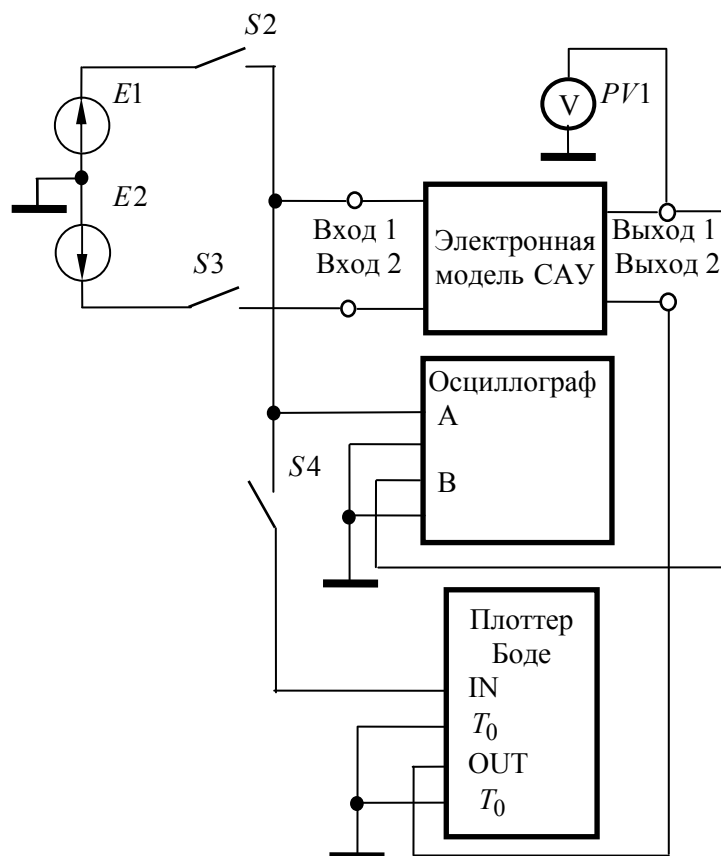 S2
E1
V
PV1
E2
Вход 1
Вход 2
Электронная
модель САУ
Выход 1
Выход 2
S3
Осциллограф
A
S4
B
Плоттер
Боде
IN
T0
OUT
T0